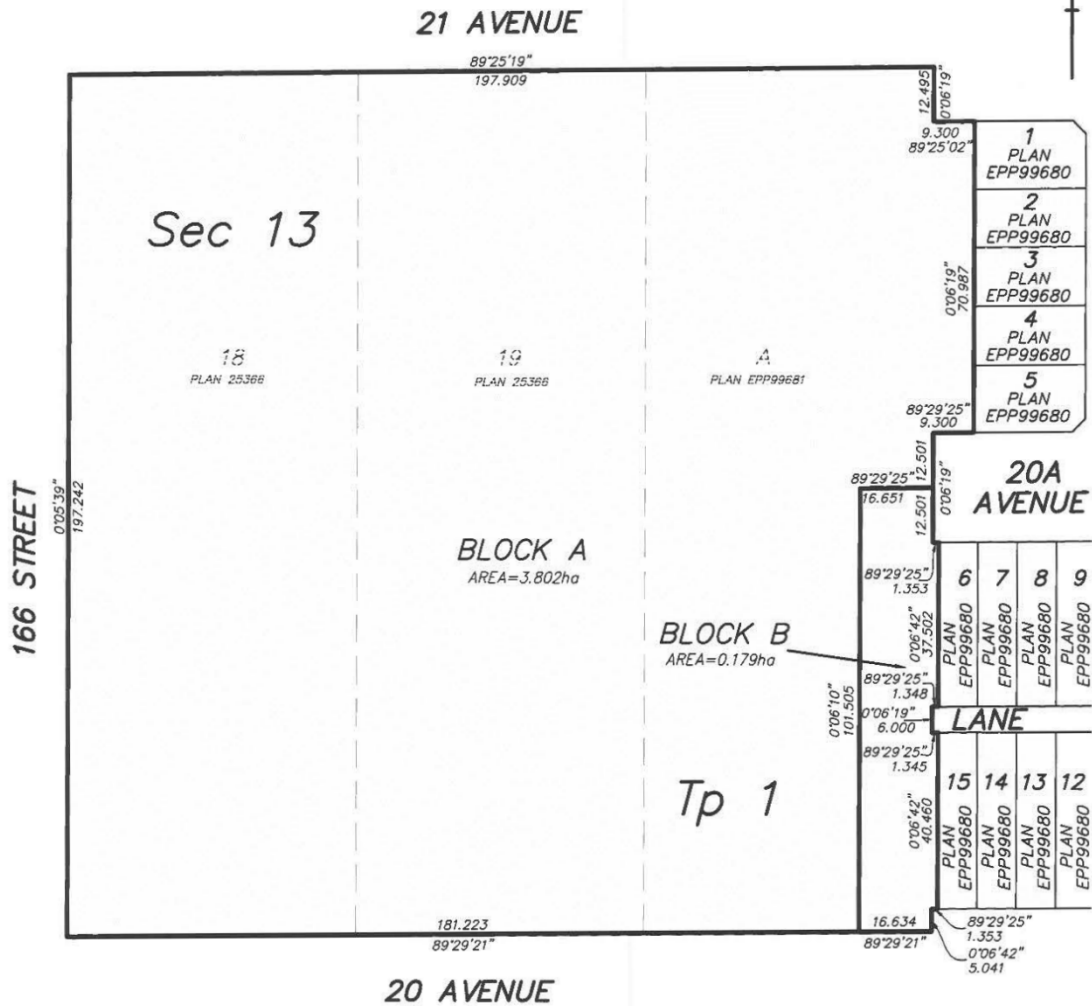 21 AVENUE
89°25'19"
197.909
12.495
0°06'19"
9.300
89°25'02"
1
PLAN
EPP99680
2
PLAN
EPP99680
3
PLAN
EPP99680
4
PLAN
EPP99680
5
PLAN
EPP99680
Sec 13
0°06'19"
70.987
18
PLAN 25366
19
PLAN 25366
A
PLAN EPP99681
89°29'25"
9.300
12.501
0°06'19"
20A
AVENUE
89°29'25"
16.651
12.501
166 STREET
0°05'39"
197.242
BLOCK A
AREA=3.802ha
89°29'25"
1.353
6
PLAN
EPP99680
7
PLAN
EPP99680
8
PLAN
EPP99680
9
PLAN
EPP99680
0°06'42"
37.502
BLOCK B
AREA=0.179ha
89°29'25"
1.348
0°06'10"
101.505
0°06'19"
6.000
LANE
89°29'25"
1.345
Tp 1
0°06'42"
40.460
15
PLAN
EPP99680
14
PLAN
EPP99680
13
PLAN
EPP99680
12
PLAN
EPP99680
181.223
89°29'21"
16.634
89°29'21"
89°29'25"
1.353
0°06'42"
5.041
20 AVENUE